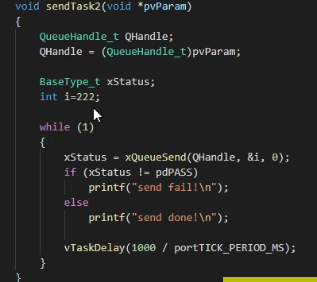 void sendTask2(void *pvParam)
{
    QueueHandle_t QHandle;
    QHandle = (QueueHandle_t)pvParam;

    BaseType_t xStatus;
    int i=222;

    while (1)
    {
        xStatus = xQueueSend(QHandle, &i, 0);
        if (xStatus != pdPASS)
            printf("send fail!\n");
        else
            printf("send done!\n");

        vTaskDelay(1000 / portTICK_PERIOD_MS);
    }
}